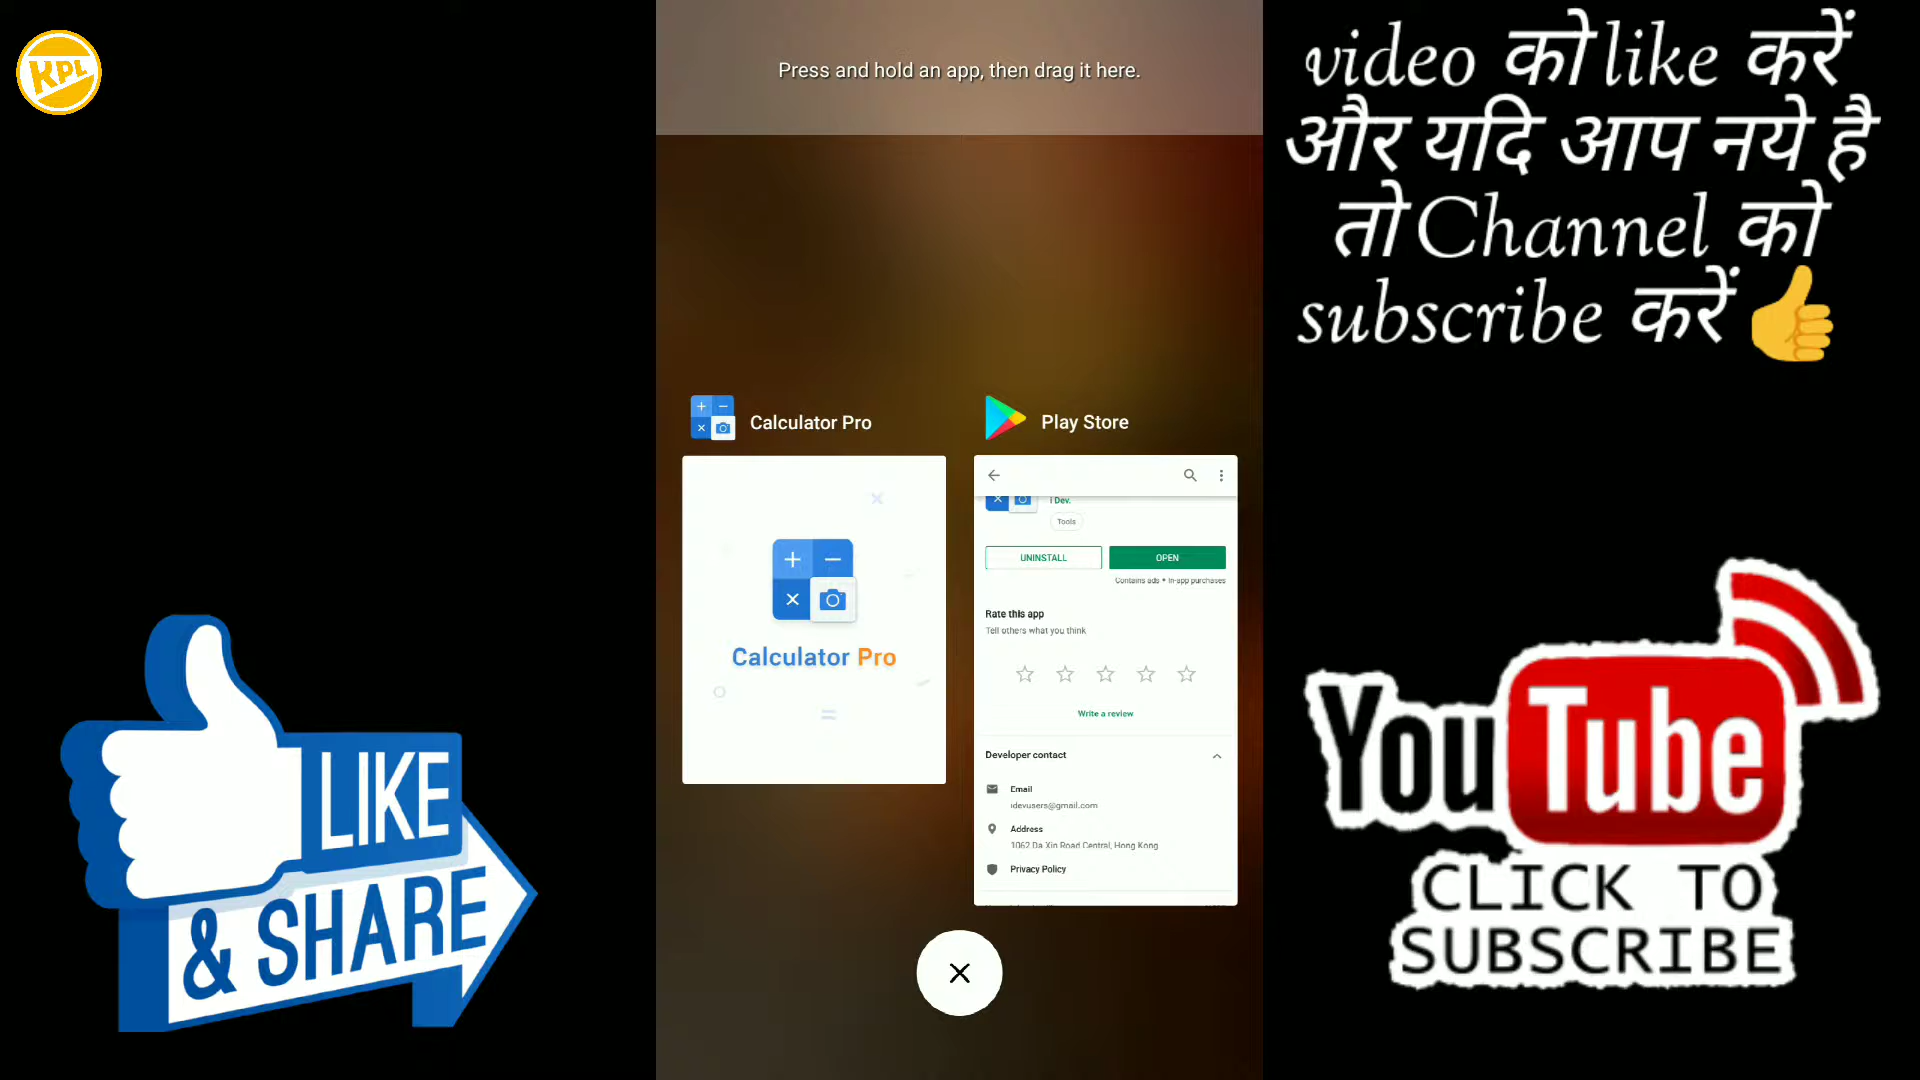 KPL
Press and hold an app, then drag it here.
video को like करें
और यदि आप नये है
तो Channel को
subscribe करें 👍
Calculator Pro
Play Store
i Dev.
Tools
UNINSTALL
OPEN
Contains ads • In-app purchases
Rate this app
Tell others what you think
Calculator Pro
Write a review
Developer contact
Email
idevusers@gmail.com
Address
1062 Da Xin Road Central, Hong Kong
Privacy Policy
LIKE
& SHARE
YouTube
CLICK TO
SUBSCRIBE